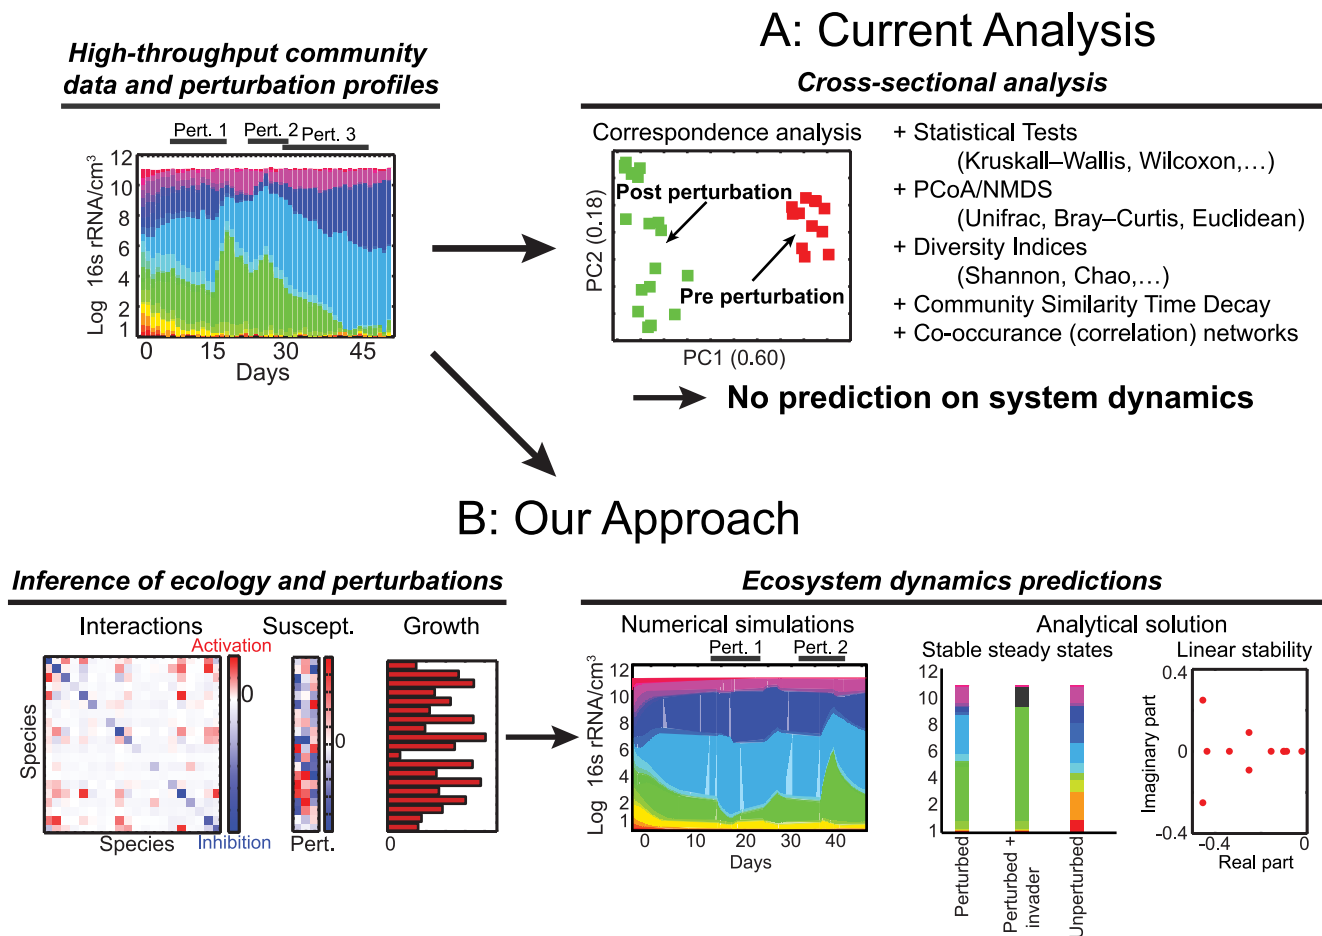 A: Current Analysis
High-throughput community
data and perturbation profiles
Pert. 1
Pert. 2
Pert. 3
Log 16s rRNA/cm3
12
10
8
6
4
2
1
0
15
30
45
Days
Cross-sectional analysis
Correspondence analysis
Post perturbation
Pre perturbation
PC2 (0.18)
PC1 (0.60)
+ Statistical Tests
(Kruskall–Wallis, Wilcoxon,...)
+ PCoA/NMDS
(Unifrac, Bray–Curtis, Euclidean)
+ Diversity Indices
(Shannon, Chao,...)
+ Community Similarity Time Decay
+ Co-occurance (correlation) networks
No prediction on system dynamics
B: Our Approach
Inference of ecology and perturbations
Interactions
Activation
0
Species
Species
Inhibition
Suscept.
0
Pert.
Growth
0
Ecosystem dynamics predictions
Numerical simulations
Pert. 1
Pert. 2
Log 16s rRNA/cm3
12
10
8
6
4
2
1
0
10
20
30
40
Days
Analytical solution
Stable steady states
12
10
8
6
4
2
1
Perturbed
Perturbed +
invader
Unperturbed
Linear stability
Imaginary part
0.4
0
-0.4
-0.4
0
Real part